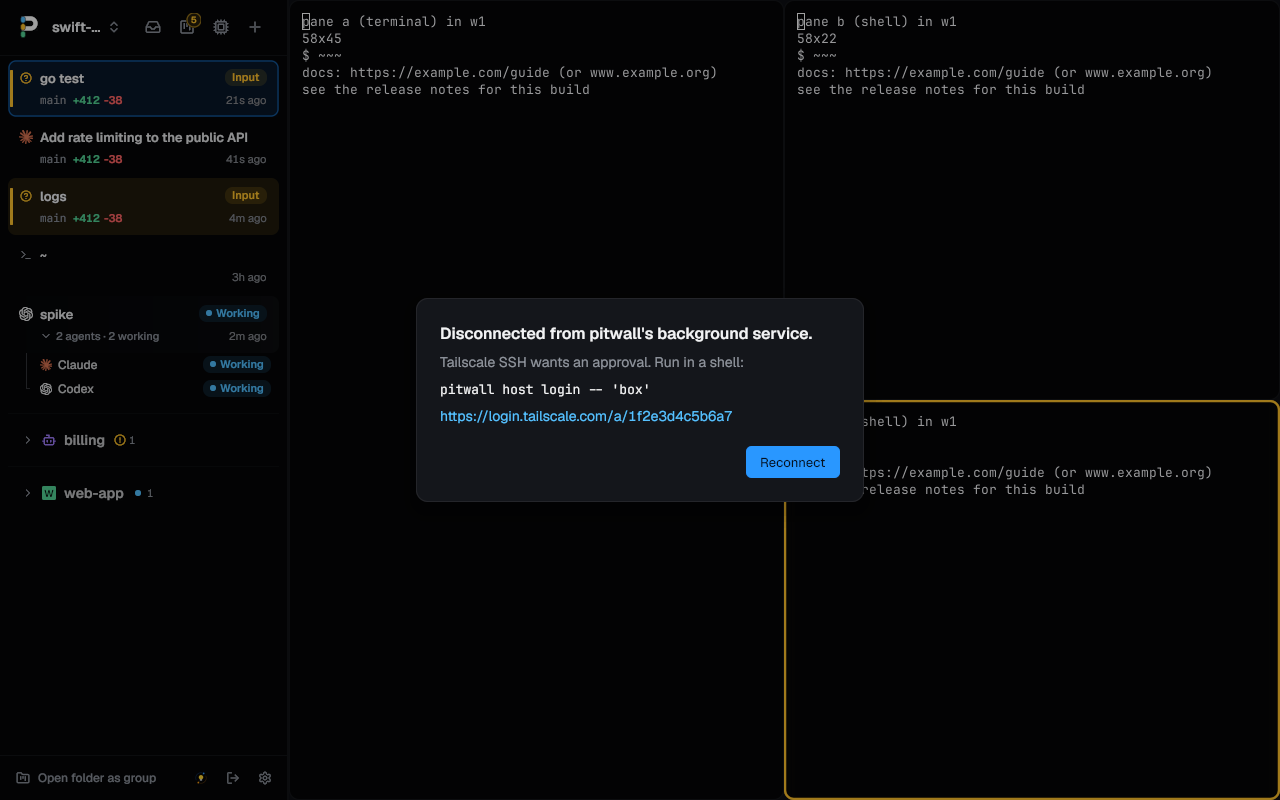 swift-...
5
go test
Input
main +412 -38
21s ago
Add rate limiting to the public API
main +412 -38
41s ago
logs
Input
main +412 -38
4m ago
~
3h ago
spike
Working
2 agents · 2 working
2m ago
Claude
Working
Codex
Working
billing
1
W
web-app
1
Open folder as group
pane a (terminal) in w1
58x45
$ ~~~
docs: https://example.com/guide (or www.example.org)
see the release notes for this build
pane b (shell) in w1
58x22
$ ~~~
docs: https://example.com/guide (or www.example.org)
see the release notes for this build
shell) in w1
tps://example.com/guide (or www.example.org)
release notes for this build
Disconnected from pitwall's background service.
Tailscale SSH wants an approval. Run in a shell:
pitwall host login -- 'box'
https://login.tailscale.com/a/1f2e3d4c5b6a7
Reconnect